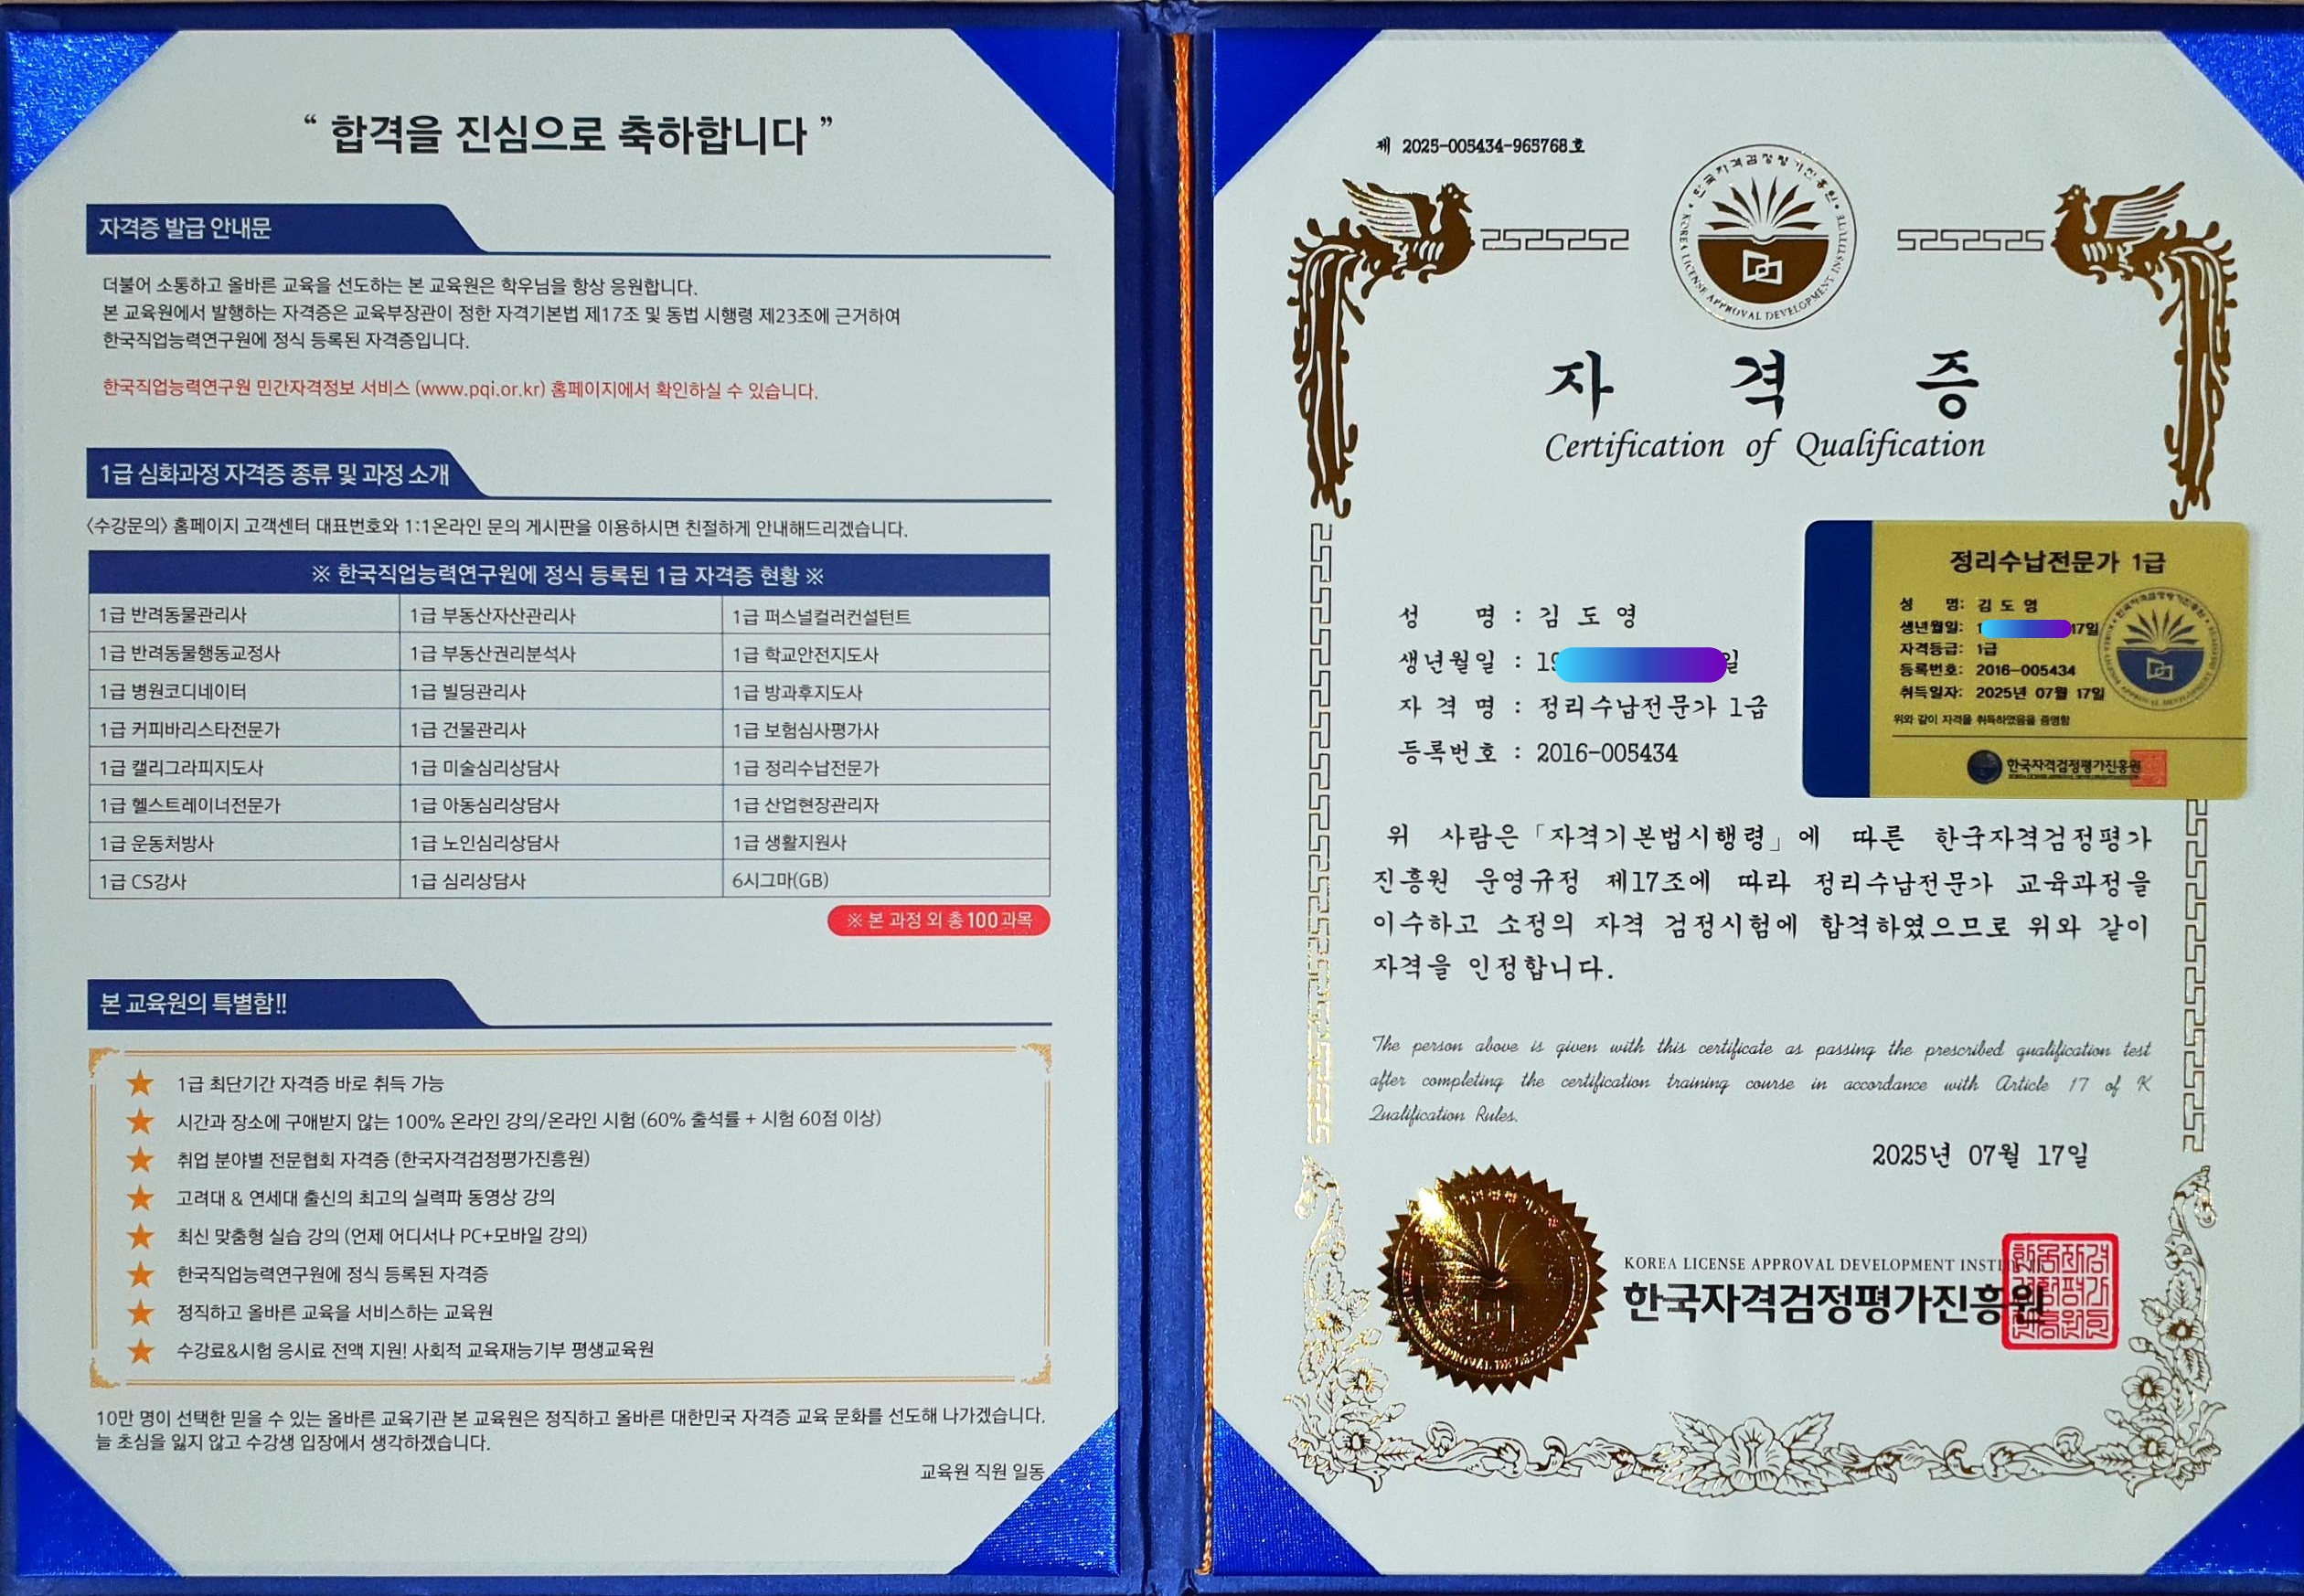 “ 합격을 진심으로 축하합니다 ”
자격증 발급 안내문
더불어 소통하고 올바른 교육을 선도하는 본 교육원은 학우님을 항상 응원합니다.
본 교육원에서 발행하는 자격증은 교육부장관이 정한 자격기본법 제17조 및 동법 시행령 제23조에 근거하여
한국직업능력연구원에 정식 등록된 자격증입니다.
한국직업능력연구원 민간자격정보 서비스 (www.pqi.or.kr) 홈페이지에서 확인하실 수 있습니다.
1급 심화과정 자격증 종류 및 과정 소개
〈수강문의〉 홈페이지 고객센터 대표번호와 1:1온라인 문의 게시판을 이용하시면 친절하게 안내해드리겠습니다.
※ 한국직업능력연구원에 정식 등록된 1급 자격증 현황 ※
1급 반려동물관리사 1급 부동산자산관리사 1급 퍼스널컬러컨설턴트
1급 반려동물행동교정사 1급 부동산권리분석사 1급 학교안전지도사
1급 병원코디네이터 1급 빌딩관리사 1급 방과후지도사
1급 커피바리스타전문가 1급 건물관리사 1급 보험심사평가사
1급 캘리그라피지도사 1급 미술심리상담사 1급 정리수납전문가
1급 헬스트레이너전문가 1급 아동심리상담사 1급 산업현장관리자
1급 운동처방사 1급 노인심리상담사 1급 생활지원사
1급 CS강사 1급 심리상담사 6시그마(GB)
※ 본 과정 외 총 100과목
본 교육원의 특별함!!
★ 1급 최단기간 자격증 바로 취득 가능
★ 시간과 장소에 구애받지 않는 100% 온라인 강의/온라인 시험 (60% 출석률 + 시험 60점 이상)
★ 취업 분야별 전문협회 자격증 (한국자격검정평가진흥원)
★ 고려대 & 연세대 출신의 최고의 실력파 동영상 강의
★ 최신 맞춤형 실습 강의 (언제 어디서나 PC+모바일 강의)
★ 한국직업능력연구원에 정식 등록된 자격증
★ 정직하고 올바른 교육을 서비스하는 교육원
★ 수강료&시험 응시료 전액 지원! 사회적 교육재능기부 평생교육원
10만 명이 선택한 믿을 수 있는 올바른 교육기관 본 교육원은 정직하고 올바른 대한민국 자격증 교육 문화를 선도해 나가겠습니다.
늘 초심을 잃지 않고 수강생 입장에서 생각하겠습니다.
교육원 직원 일동
제 2025-005434-965768호
한국자격검정평가진흥원
KOREA LICENSE APPROVAL DEVELOPMENT INSTITUTE
자 격 증
Certification of Qualification
성 명 : 김 도 영
생년월일 : 19 일
자 격 명 : 정리수납전문가 1급
등록번호 : 2016-005434
정리수납전문가 1급
성 명: 김 도 영
생년월일: 1 17일
자격등급: 1급
등록번호: 2016-005434
취득일자: 2025년 07월 17일
위와 같이 자격을 취득하였음을 증명함
한국자격검정평가진흥원
위 사람은 「자격기본법시행령」에 따른 한국자격검정평가
진흥원 운영규정 제17조에 따라 정리수납전문가 교육과정을
이수하고 소정의 자격 검정시험에 합격하였으므로 위와 같이
자격을 인정합니다.
The person above is given with this certificate as passing the prescribed qualification test
after completing the certification training course in accordance with Article 17 of K
Qualification Rules.
2025년 07월 17일
KOREA LICENSE APPROVAL DEVELOPMENT INSTITUTE
한국자격검정평가진흥원